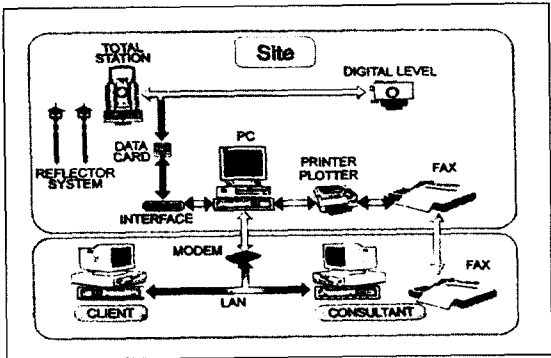 TOTAL
STATION
Site
DIGITAL LEVEL
DATA
CARD
PC
REFLECTOR
SYSTEM
PRINTER
PLOTTER
FAX
INTERFACE
MODEM
FAX
LAN
CLIENT
CONSULTANT